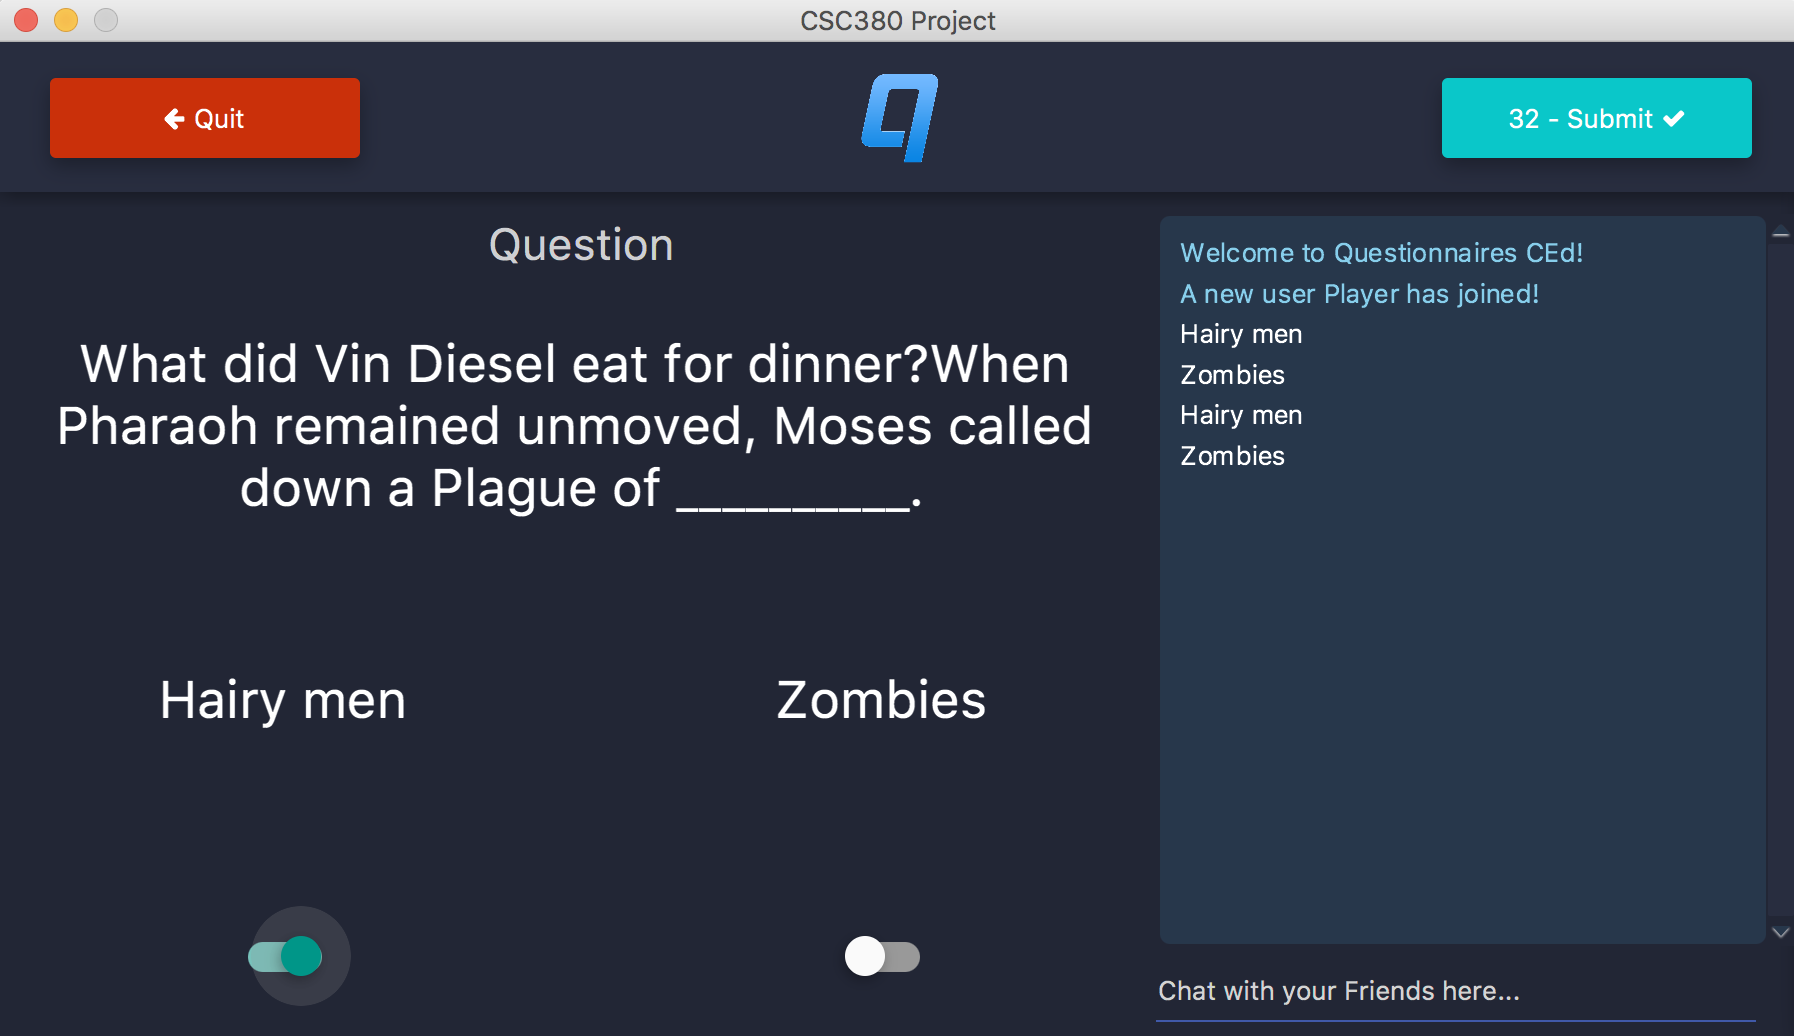 CSC380 Project
Quit
32 - Submit
Question
What did Vin Diesel eat for dinner?When
Pharaoh remained unmoved, Moses called
down a Plague of __________.
Hairy men
Zombies
Welcome to Questionnaires CEd!
A new user Player has joined!
Hairy men
Zombies
Hairy men
Zombies
Chat with your Friends here...